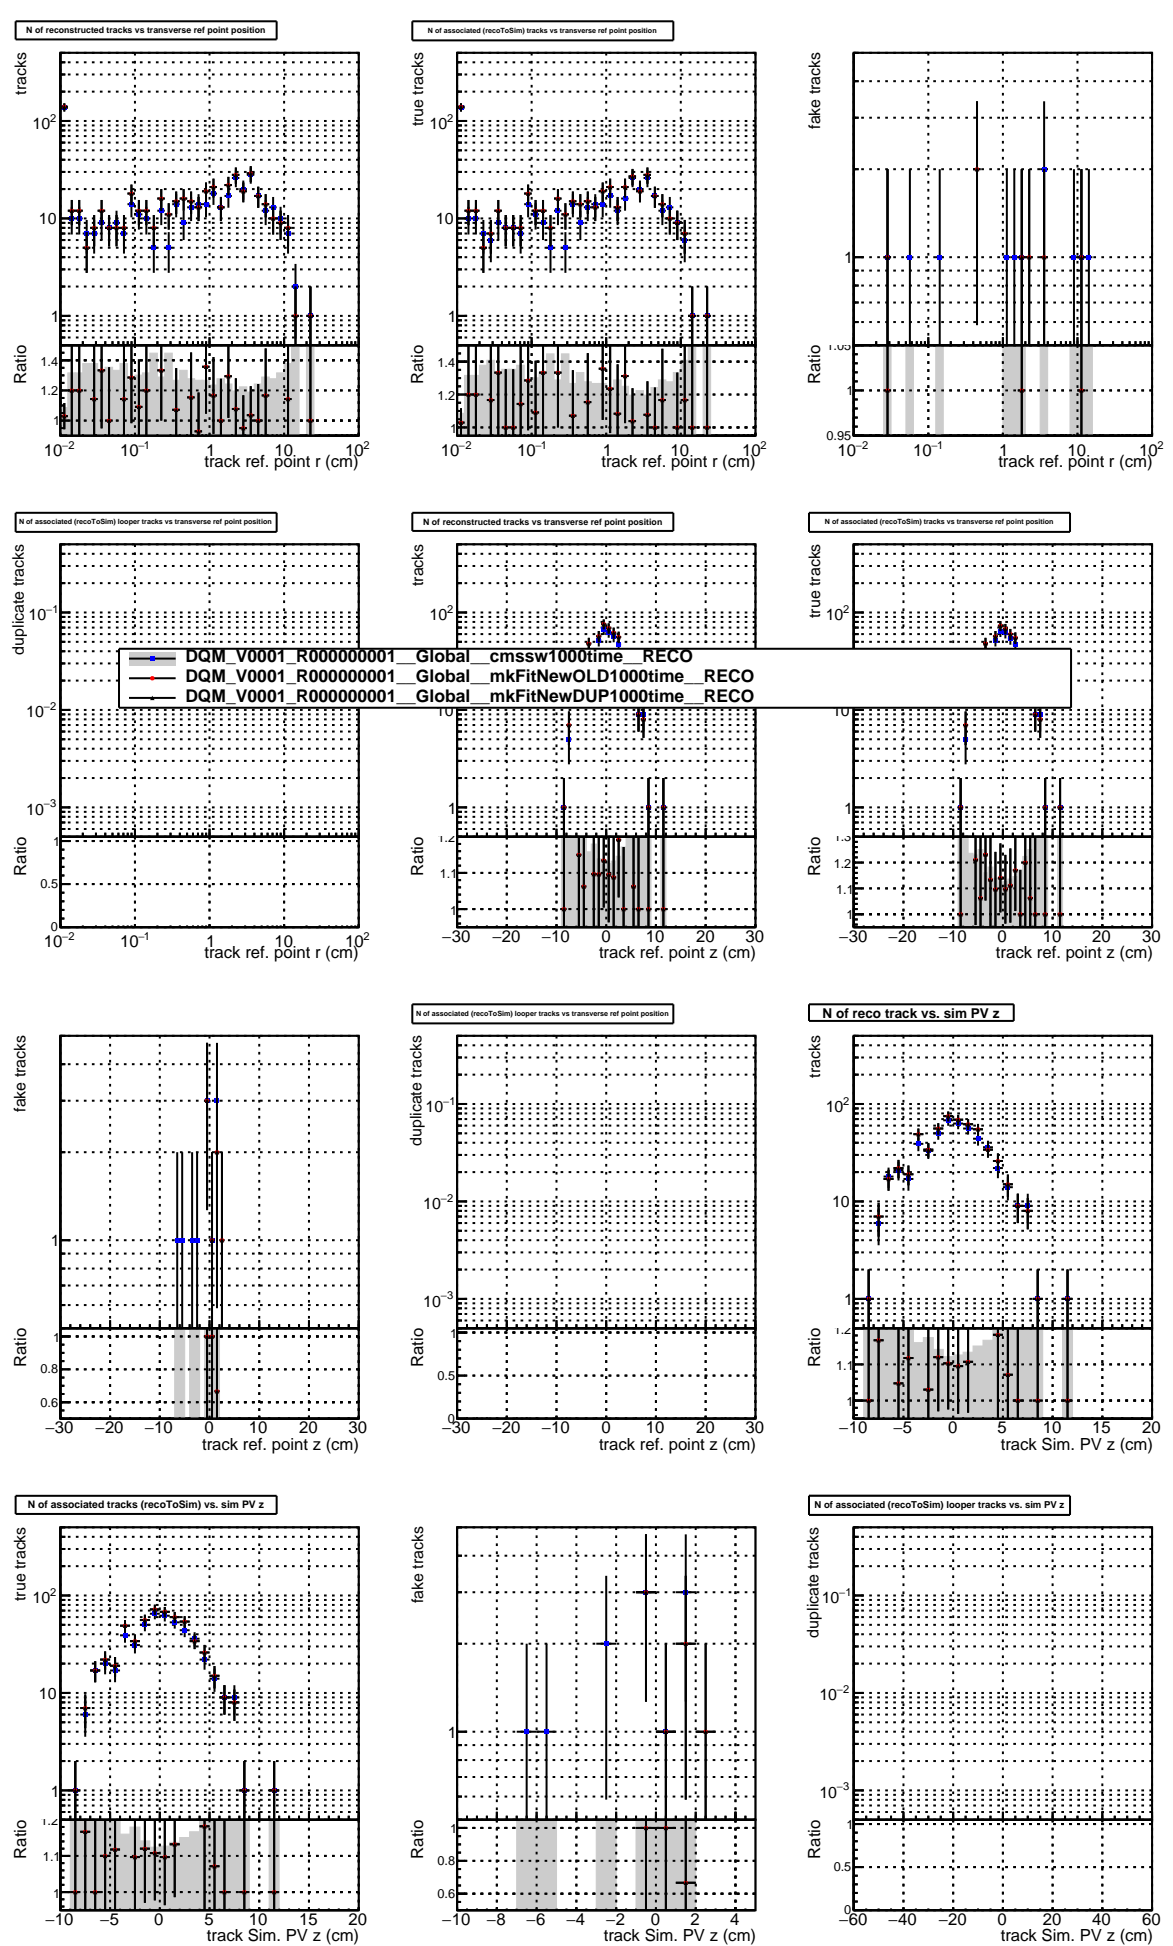 N of reconstructed tracks vs transverse ref point position
tracks
10²
10
1
Ratio
1.4
1.2
1
10⁻² 10⁻¹ 1 10 10²
track ref. point r (cm)
N of associated (recoToSim) tracks vs transverse ref point position
true tracks
10²
10
1
Ratio
1.4
1.2
1
10⁻² 10⁻¹ 1 10 10²
track ref. point r (cm)
fake tracks
1
Ratio
1.05
1
0.95
10⁻² 10⁻¹ 1 10 10²
track ref. point r (cm)
N of associated (recoToSim) looper tracks vs transverse ref point position
duplicate tracks
10⁻¹
10⁻²
10⁻³
Ratio
1
0.5
0
10⁻² 10⁻¹ 1 10 10²
track ref. point r (cm)
N of reconstructed tracks vs transverse ref point position
tracks
10²
10
1
Ratio
1.2
1.1
1
−30 −20 −10 0 10 20 30
track ref. point z (cm)
N of associated (recoToSim) tracks vs transverse ref point position
true tracks
10²
10
1
Ratio
1.3
1.2
1.1
1
−30 −20 −10 0 10 20 30
track ref. point z (cm)
DQM_V0001_R000000001__Global__cmssw1000time__RECO
DQM_V0001_R000000001__Global__mkFitNewOLD1000time__RECO
DQM_V0001_R000000001__Global__mkFitNewDUP1000time__RECO
fake tracks
1
Ratio
1
0.8
0.6
−30 −20 −10 0 10 20 30
track ref. point z (cm)
N of associated (recoToSim) looper tracks vs transverse ref point position
duplicate tracks
10⁻¹
10⁻²
10⁻³
Ratio
1
0.5
0
−30 −20 −10 0 10 20 30
track ref. point z (cm)
N of reco track vs. sim PV z
tracks
10²
10
1
Ratio
1.2
1.1
1
−10 −5 0 5 10 15 20
track Sim. PV z (cm)
N of associated tracks (recoToSim) vs. sim PV z
true tracks
10²
10
1
Ratio
1.2
1.1
1
−10 −5 0 5 10 15 20
track Sim. PV z (cm)
fake tracks
1
Ratio
1
0.8
0.6
−10 −8 −6 −4 −2 0 2 4
track Sim. PV z (cm)
N of associated (recoToSim) looper tracks vs. sim PV z
duplicate tracks
10⁻¹
10⁻²
10⁻³
Ratio
1
0.5
0
−60 −40 −20 0 20 40 60
track Sim. PV z (cm)